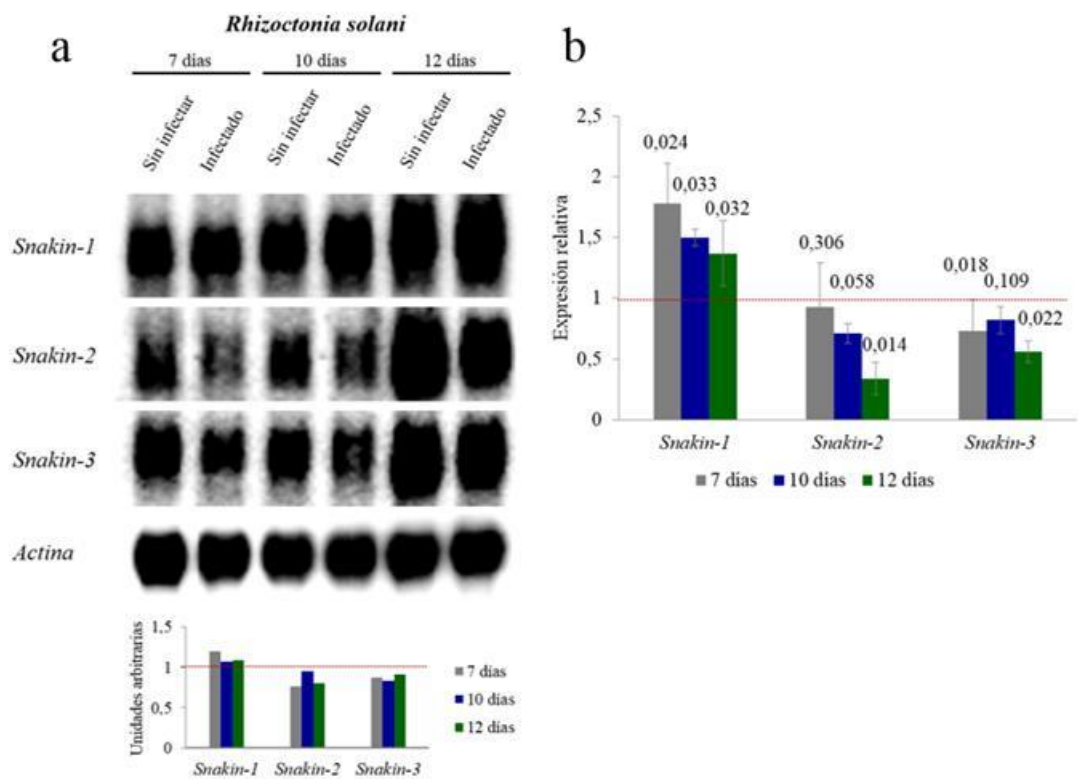 a
Rhizoctonia solani
7 días 10 días 12 días
Sin infectar Infectado Sin infectar Infectado Sin infectar Infectado
Snakin-1
Snakin-2
Snakin-3
Actina
Unidades arbitrarias
1,5
1
0,5
0
Snakin-1 Snakin-2 Snakin-3
7 días
10 días
12 días
b
Expresión relativa
2,5
2
1,5
1
0,5
0
0,024
0,033
0,032
0,306
0,058
0,014
0,018
0,109
0,022
Snakin-1 Snakin-2 Snakin-3
7 días 10 días 12 días